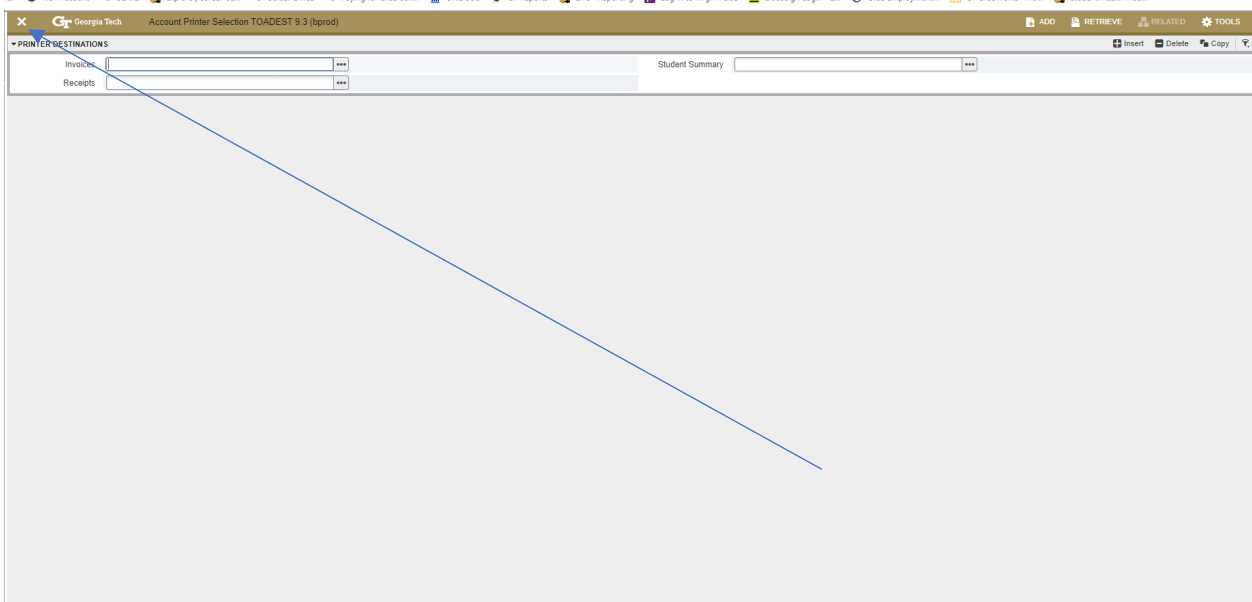 GT Georgia Tech Account Printer Selection TOADEST 9.3 (bprod) ADD RETRIEVE RELATED TOOLS
PRINTER DESTINATIONS Insert Delete Copy
Invoices Student Summary
Receipts